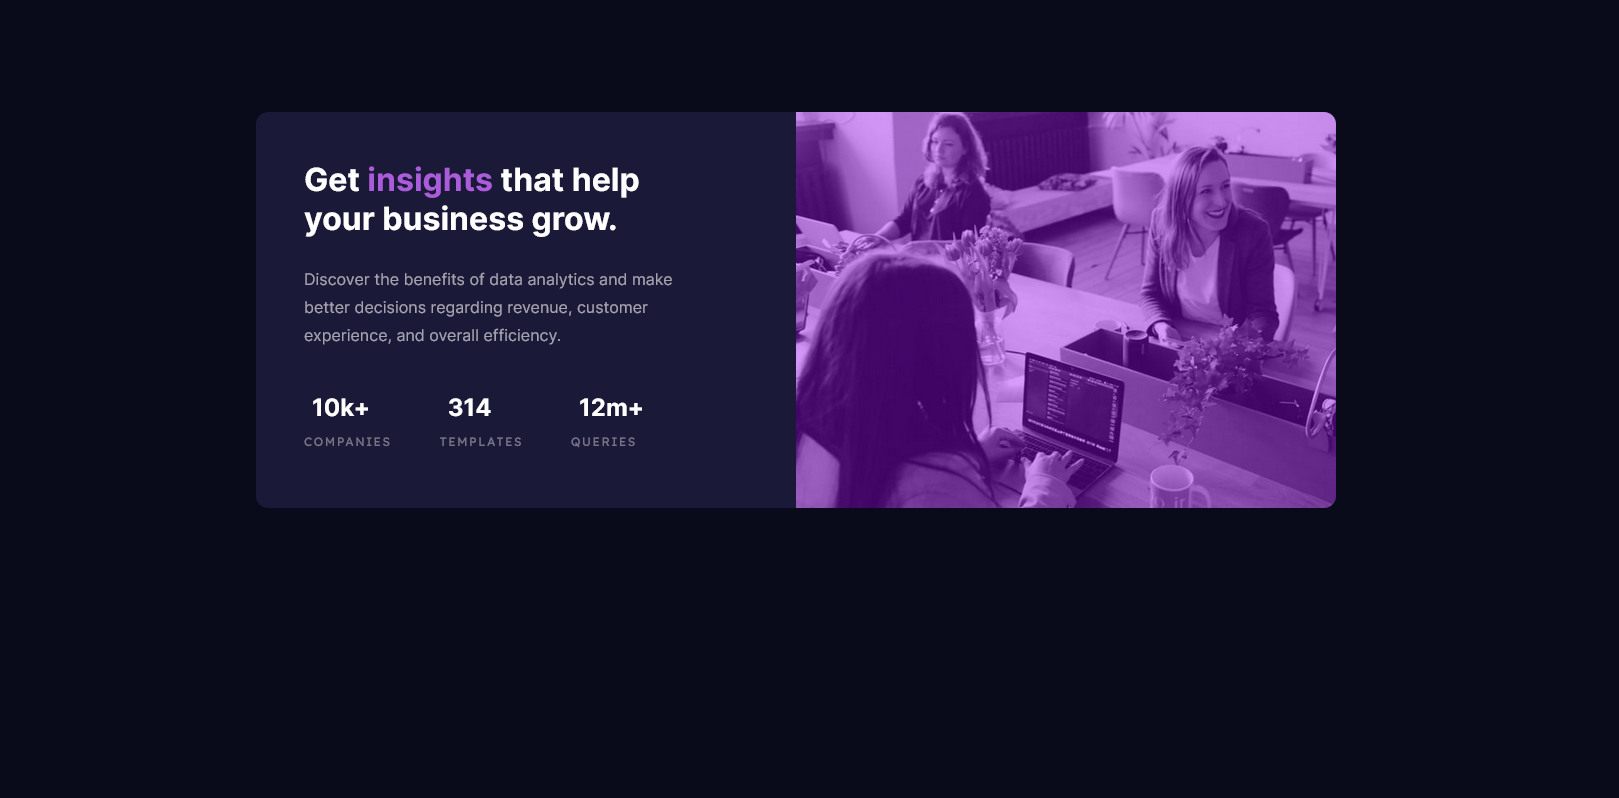 Get insights that help
your business grow.
Discover the benefits of data analytics and make
better decisions regarding revenue, customer
experience, and overall efficiency.
10k+ 314 12m+
COMPANIES TEMPLATES QUERIES